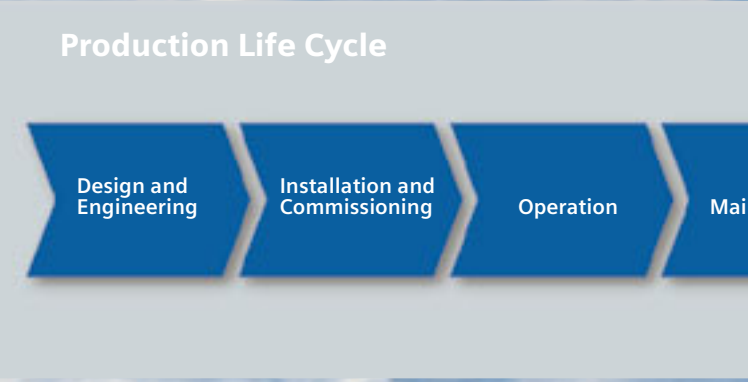 Production Life Cycle
Design and
Engineering
Installation and
Commissioning
Operation
Mai